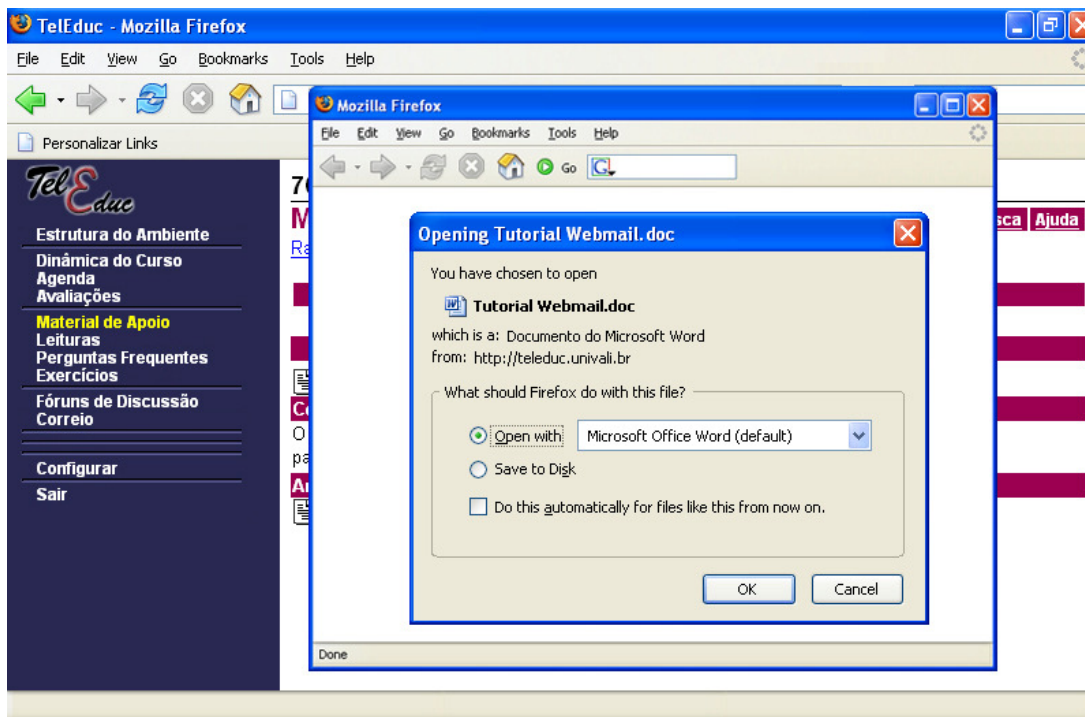 TelEduc - Mozilla Firefox
File Edit View Go Bookmarks Tools Help
Personalizar Links
TelEduc
Estrutura do Ambiente
Dinâmica do Curso
Agenda
Avaliações
Material de Apoio
Leituras
Perguntas Frequentes
Exercícios
Fóruns de Discussão
Correio
Configurar
Sair
Ajuda
Mozilla Firefox
File Edit View Go Bookmarks Tools Help
Go G
Opening Tutorial Webmail.doc
You have chosen to open
Tutorial Webmail.doc
which is a: Documento do Microsoft Word
from: http://teleduc.univali.br
What should Firefox do with this file?
Open with Microsoft Office Word (default)
Save to Disk
Do this automatically for files like this from now on.
OK Cancel
Done